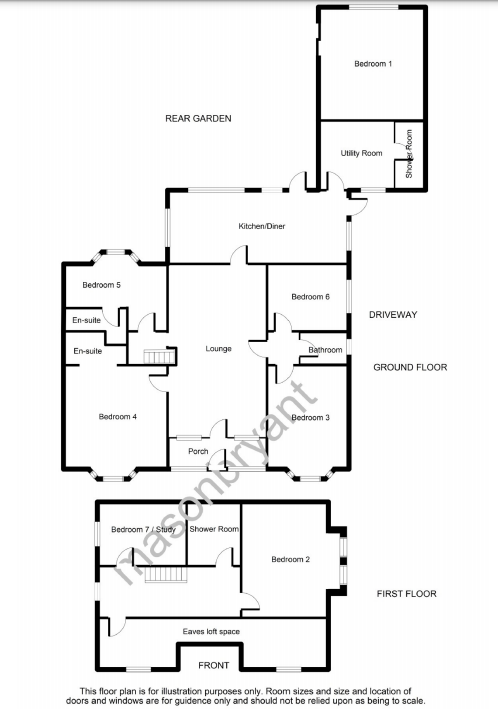 Bedroom 1
REAR GARDEN
Utility Room
Shower Room
Kitchen/Diner
Bedroom 5
Bedroom 6
DRIVEWAY
En-suite
Lounge
En-suite
Bathroom
GROUND FLOOR
Bedroom 4
Bedroom 3
Porch
masonbryant
Bedroom 7 / Study
Shower Room
Bedroom 2
FIRST FLOOR
Eaves loft space
FRONT
This floor plan is for illustration purposes only. Room sizes and size and location of
doors and windows are for guidence only and should not be relied upon as being to scale.